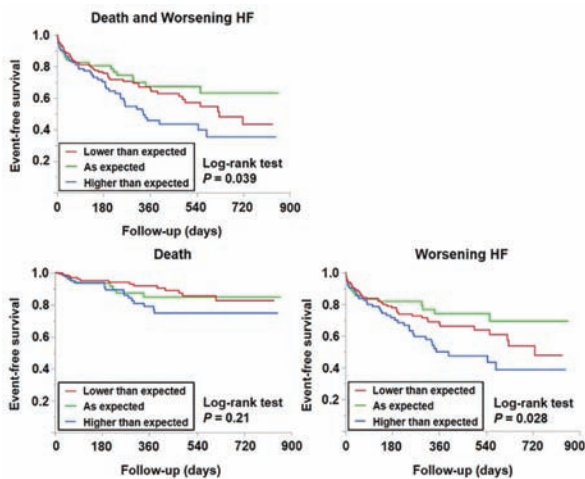 Death and Worsening HF
Event-free survival
1.0
0.8
0.6
0.4
0.2
Lower than expected
As expected
Higher than expected
Log-rank test
P = 0.039
0 180 360 540 720 900
Follow-up (days)
Death
Event-free survival
1.0
0.8
0.6
0.4
0.2
Lower than expected
As expected
Higher than expected
Log-rank test
P = 0.21
0 180 360 540 720 900
Follow-up (days)
Worsening HF
Event-free survival
1.0
0.8
0.6
0.4
0.2
Lower than expected
As expected
Higher than expected
Log-rank test
P = 0.028
0 180 360 540 720 900
Follow-up (days)